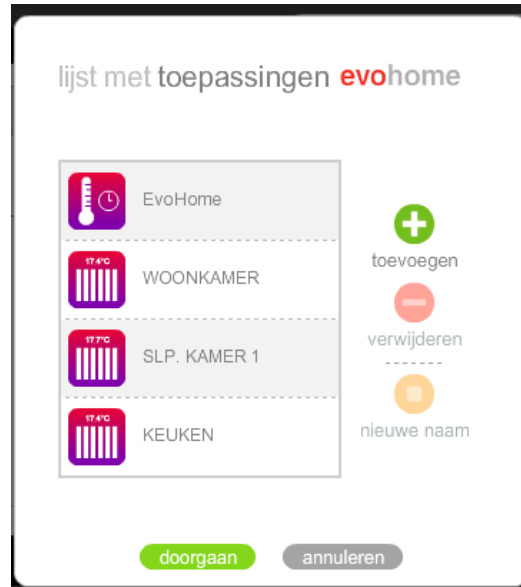 lijst met toepassingen evohome
EvoHome
17.4°C
WOONKAMER
17.7°C
SLP. KAMER 1
17.4°C
KEUKEN
toevoegen
verwijderen
nieuwe naam
doorgaan
annuleren